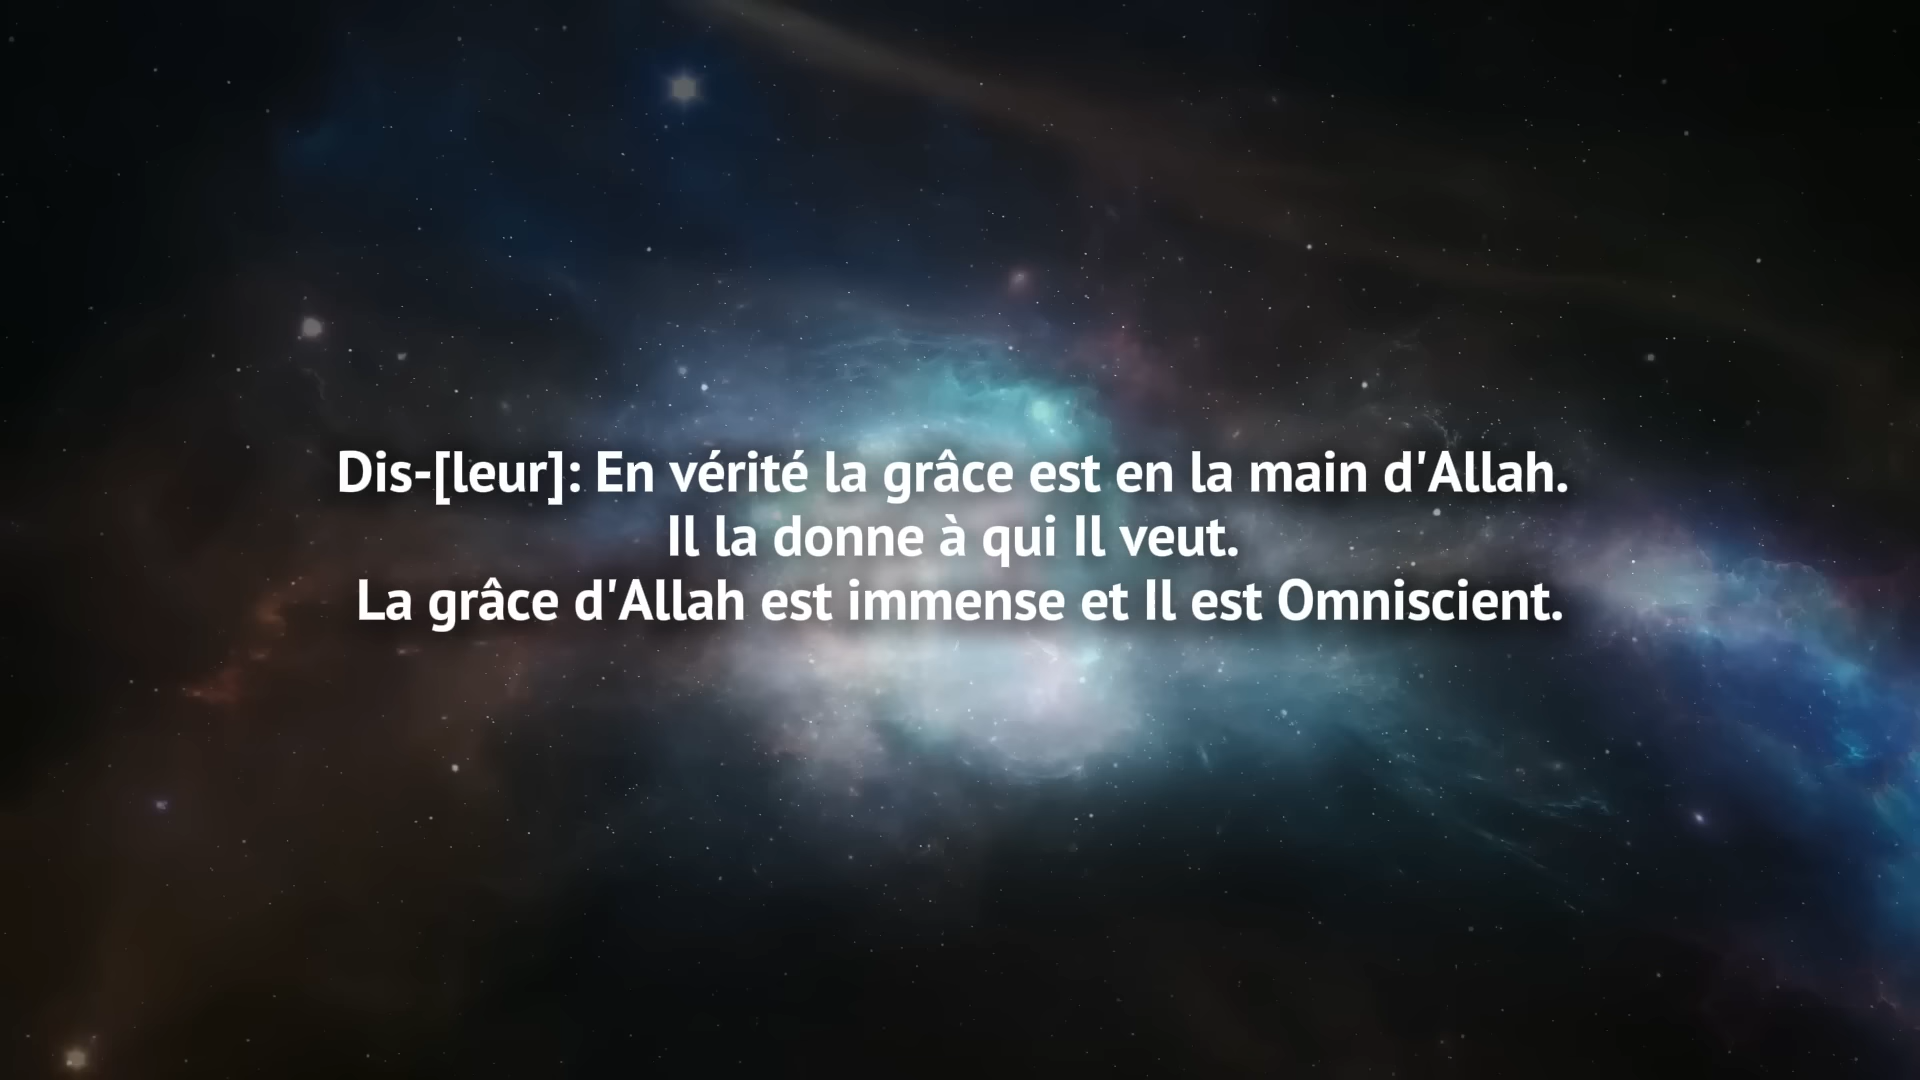 Dis-[leur]: En vérité la grâce est en la main d'Allah.
Il la donne à qui Il veut.
La grâce d'Allah est immense et Il est Omniscient.